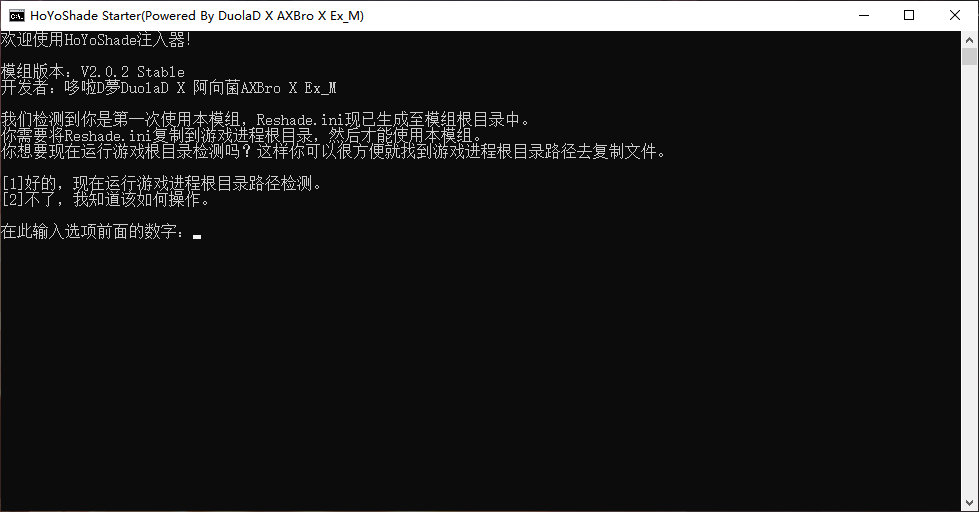 HoYoShade Starter(Powered By DuolaD X AXBro X Ex_M)
欢迎使用HoYoShade注入器!
模组版本：V2.0.2 Stable
开发者：哆啦D夢DuolaD X 阿向菌AXBro X Ex_M
我们检测到你是第一次使用本模组，Reshade.ini现已生成至模组根目录中。
你需要将Reshade.ini复制到游戏进程根目录，然后才能使用本模组。
你想要现在运行游戏根目录检测吗？这样你可以很方便就找到游戏进程根目录路径去复制文件。
[1]好的，现在运行游戏进程根目录路径检测。
[2]不了，我知道该如何操作。
在此输入选项前面的数字：